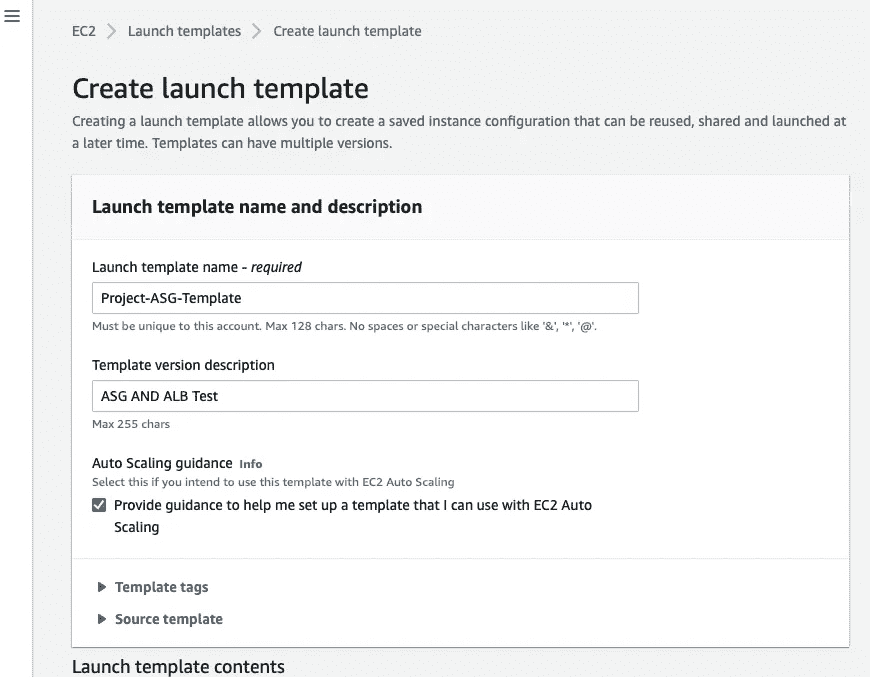 EC2 > Launch templates > Create launch template
Create launch template
Creating a launch template allows you to create a saved instance configuration that can be reused, shared and launched at
a later time. Templates can have multiple versions.
Launch template name and description
Launch template name - required
Project-ASG-Template
Must be unique to this account. Max 128 chars. No spaces or special characters like '&', '*', '@'.
Template version description
ASG AND ALB Test
Max 255 chars
Auto Scaling guidance Info
Select this if you intend to use this template with EC2 Auto Scaling
Provide guidance to help me set up a template that I can use with EC2 Auto
Scaling
Template tags
Source template
Launch template contents